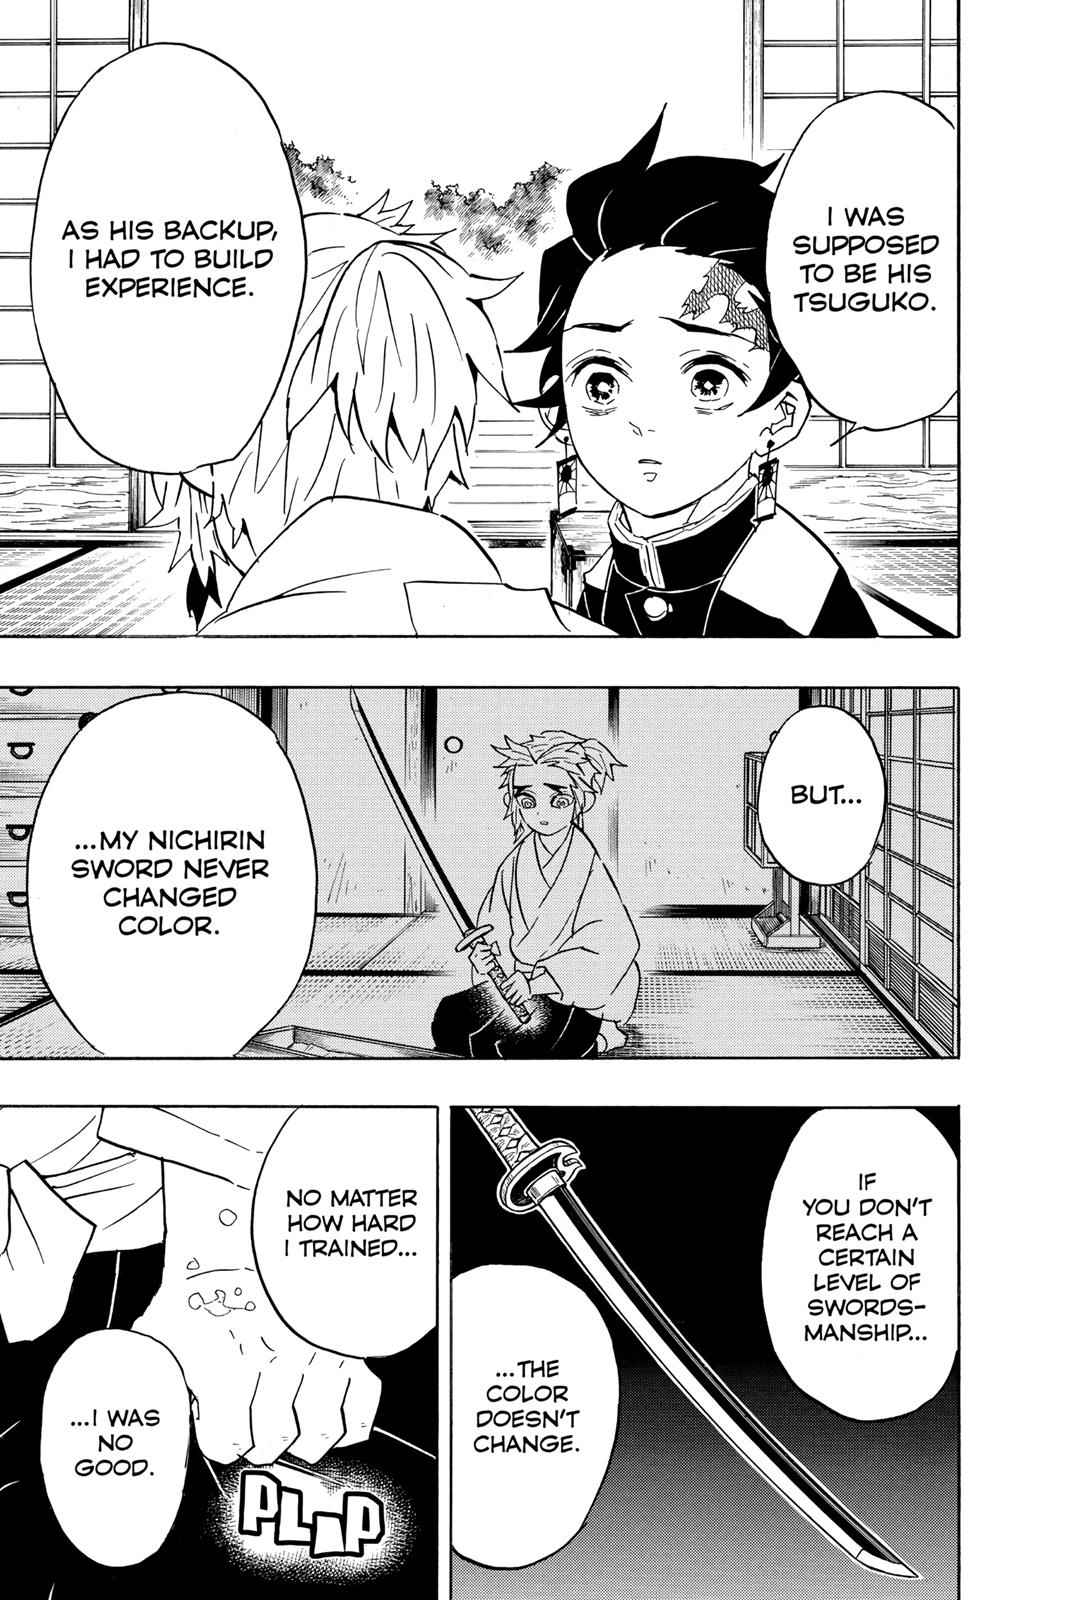 I WAS
SUPPOSED
TO BE HIS
TSUGUKO.
AS HIS BACKUP,
I HAD TO BUILD
EXPERIENCE.
BUT...
...MY NICHIRIN
SWORD NEVER
CHANGED
COLOR.
IF
YOU DON'T
REACH A
CERTAIN
LEVEL OF
SWORDS-
MANSHIP...
...THE
COLOR
DOESN'T
CHANGE.
NO MATTER
HOW HARD
I TRAINED...
...I WAS
NO
GOOD.
PLIP